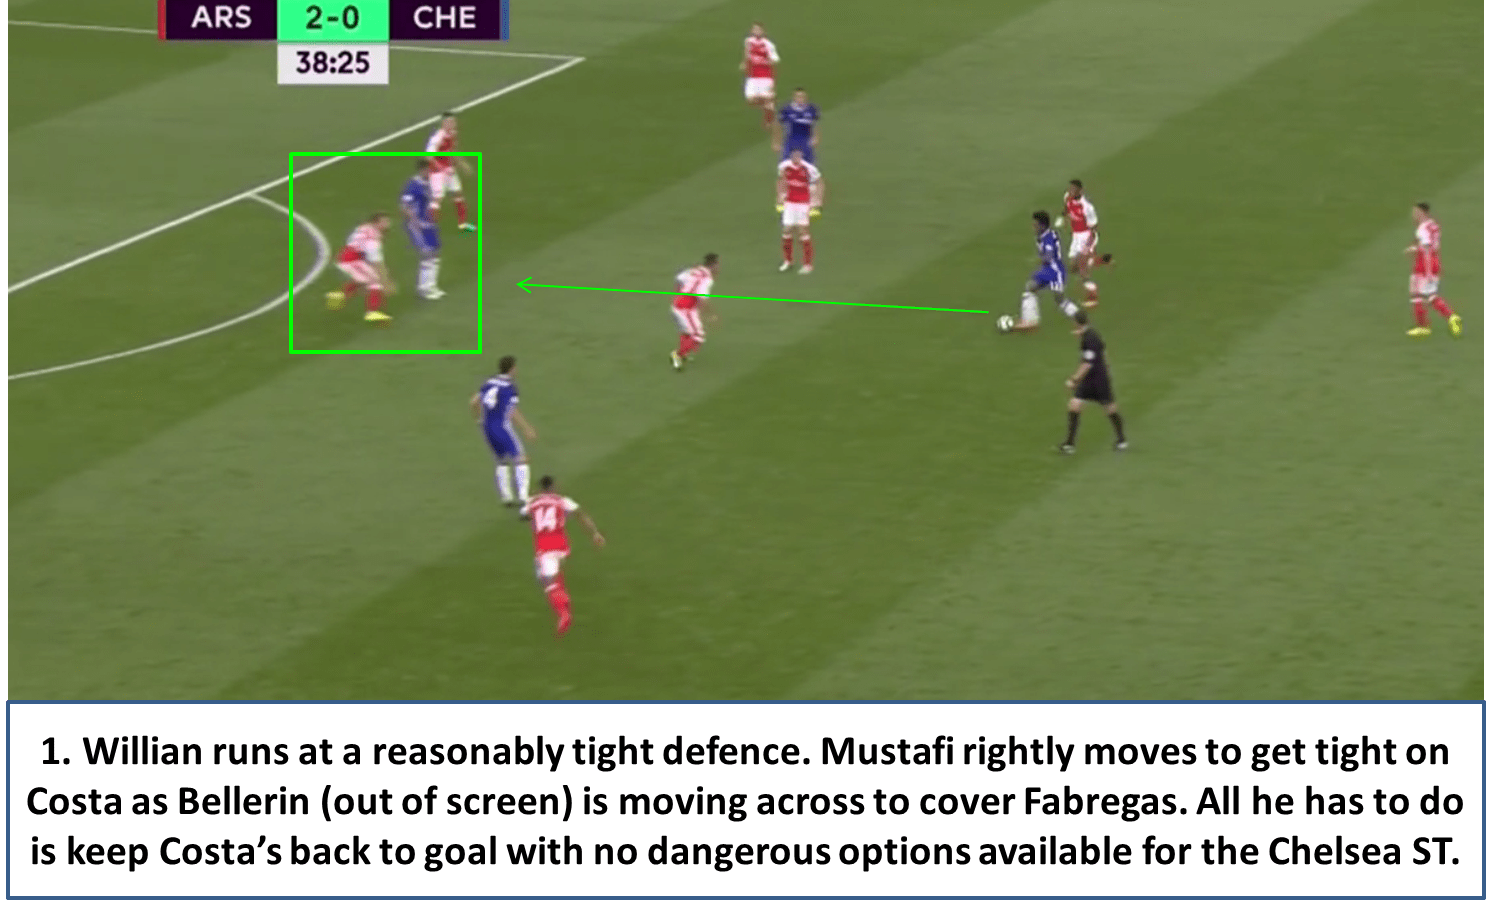 ARS 2-0 CHE
38:25
4
14
1. Willian runs at a reasonably tight defence. Mustafi rightly moves to get tight on
Costa as Bellerin (out of screen) is moving across to cover Fabregas. All he has to do
is keep Costa’s back to goal with no dangerous options available for the Chelsea ST.